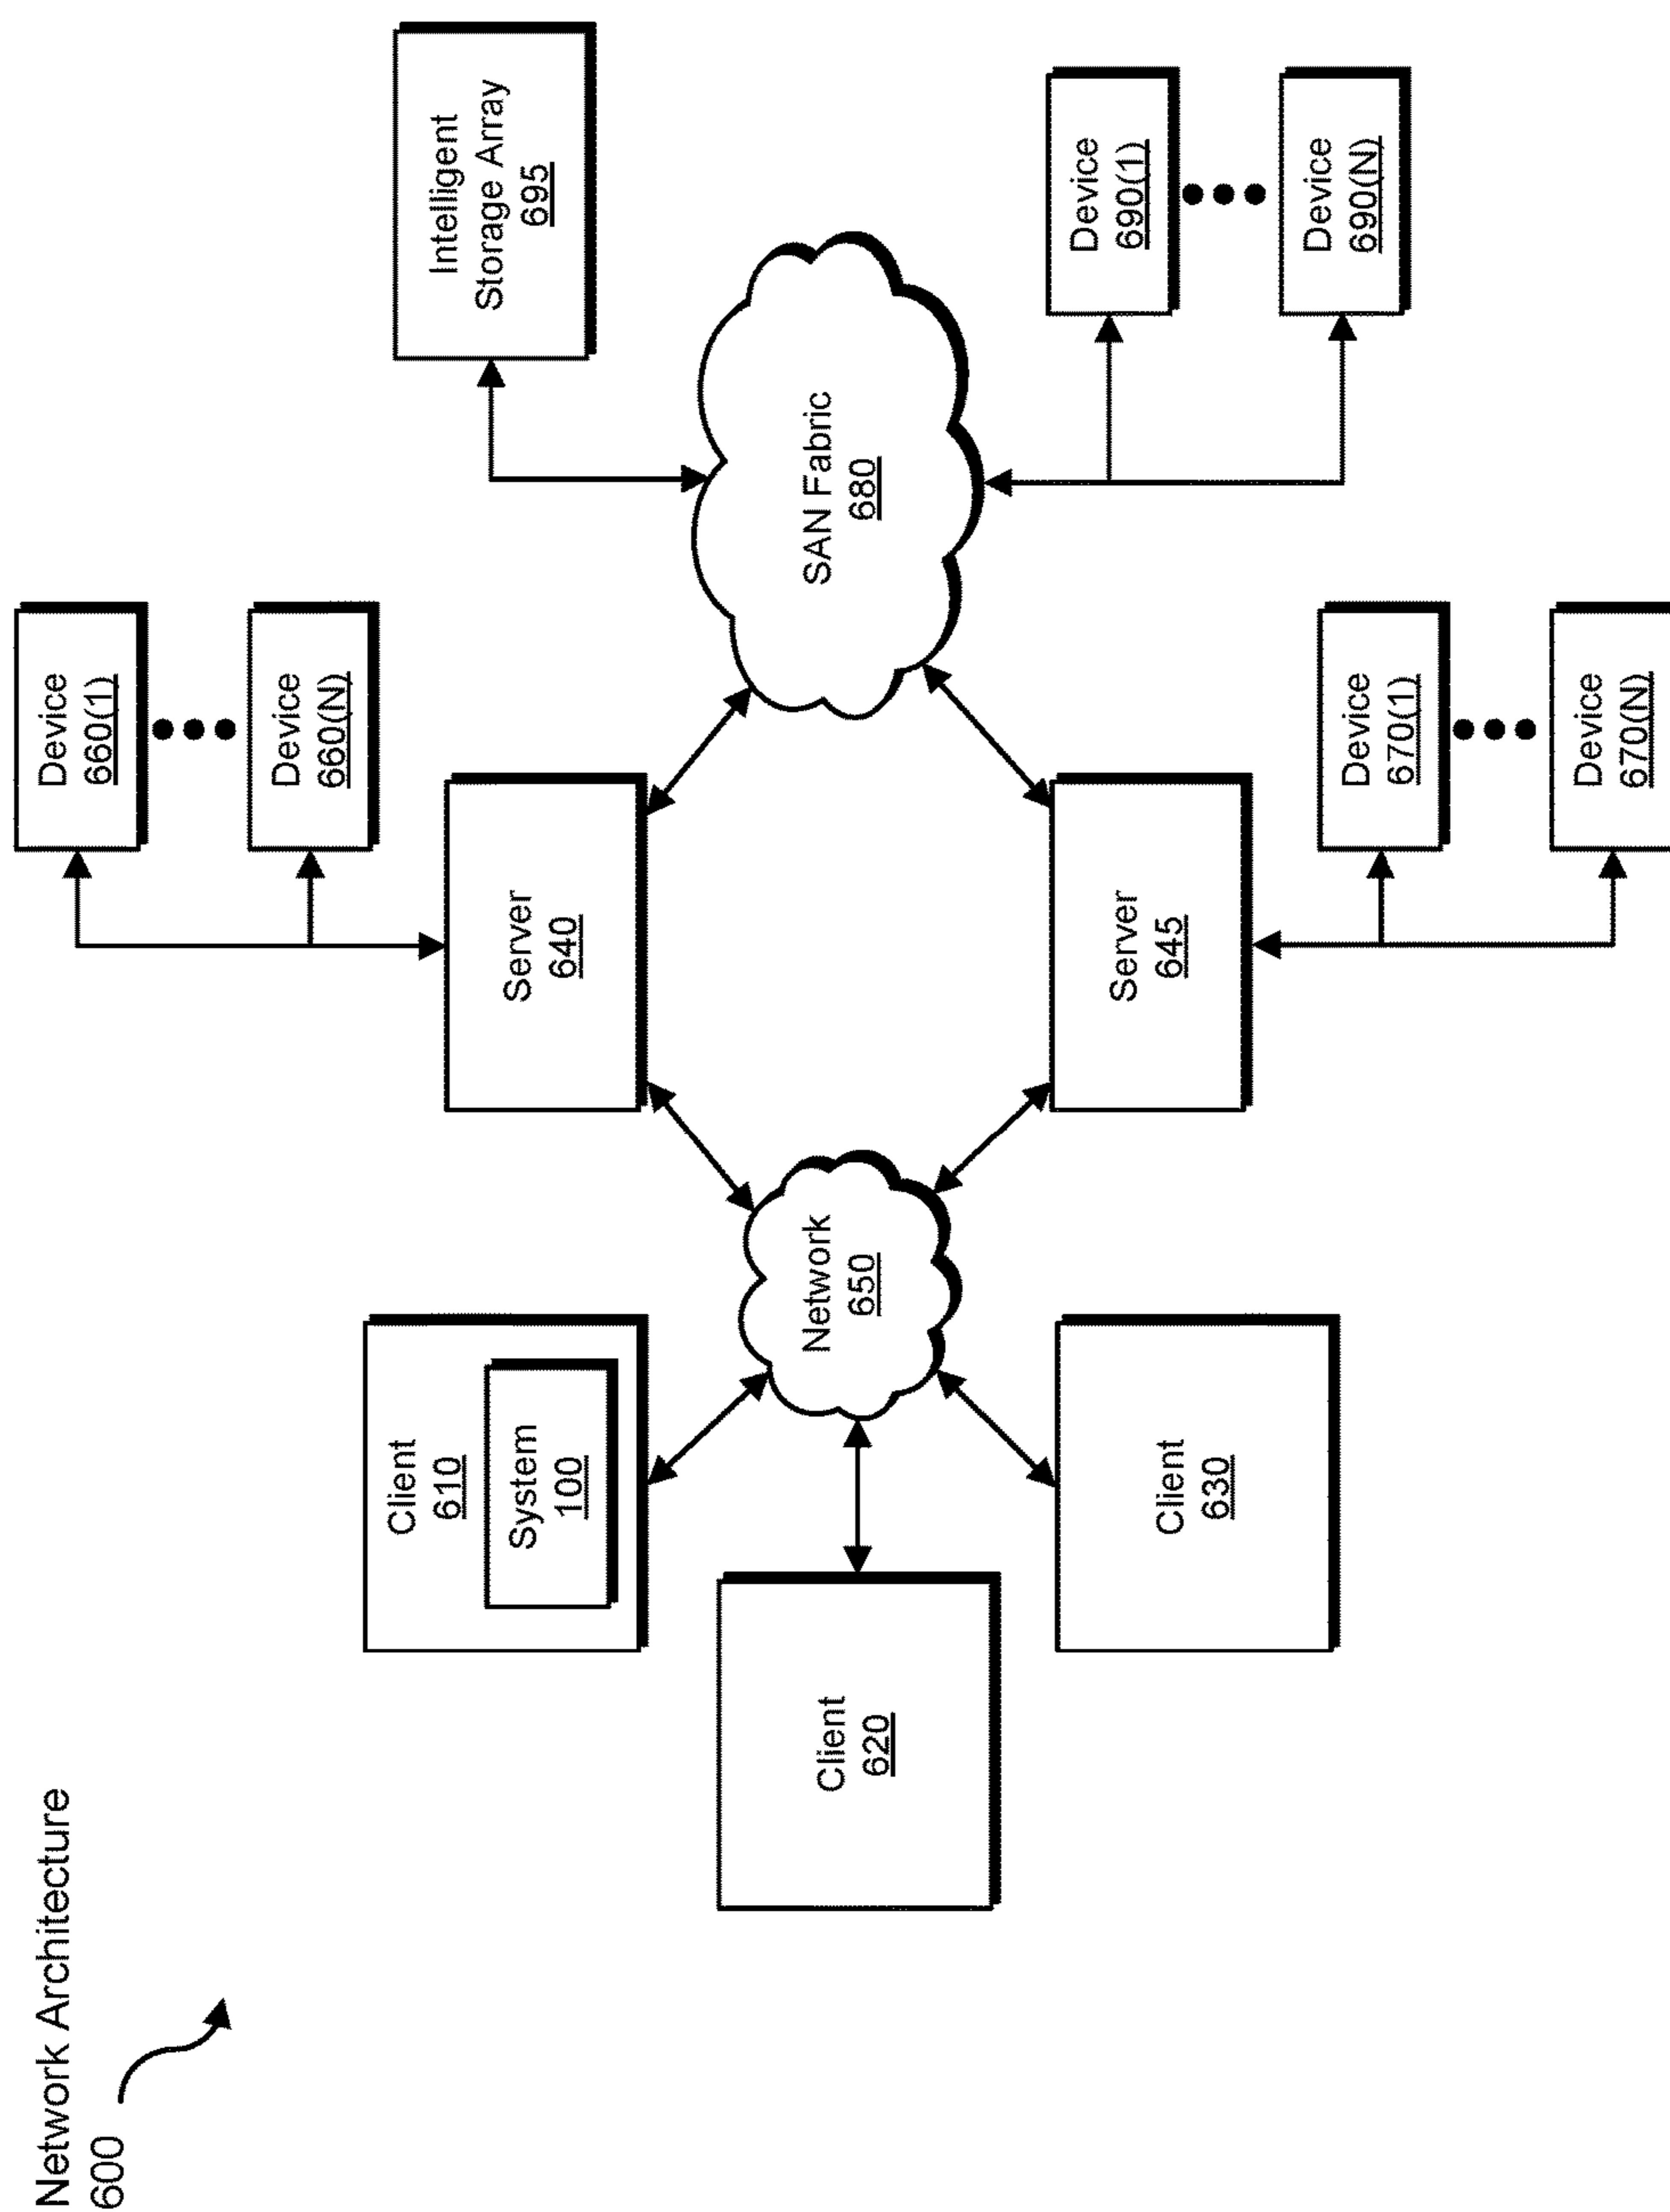 Network Architecture
600
Client
610
System
100
Client
620
Client
630
Network
650
Server
640
Server
645
Device
660(1)
Device
660(N)
Device
670(1)
Device
670(N)
SAN Fabric
680
Intelligent
Storage Array
695
Device
690(1)
Device
690(N)